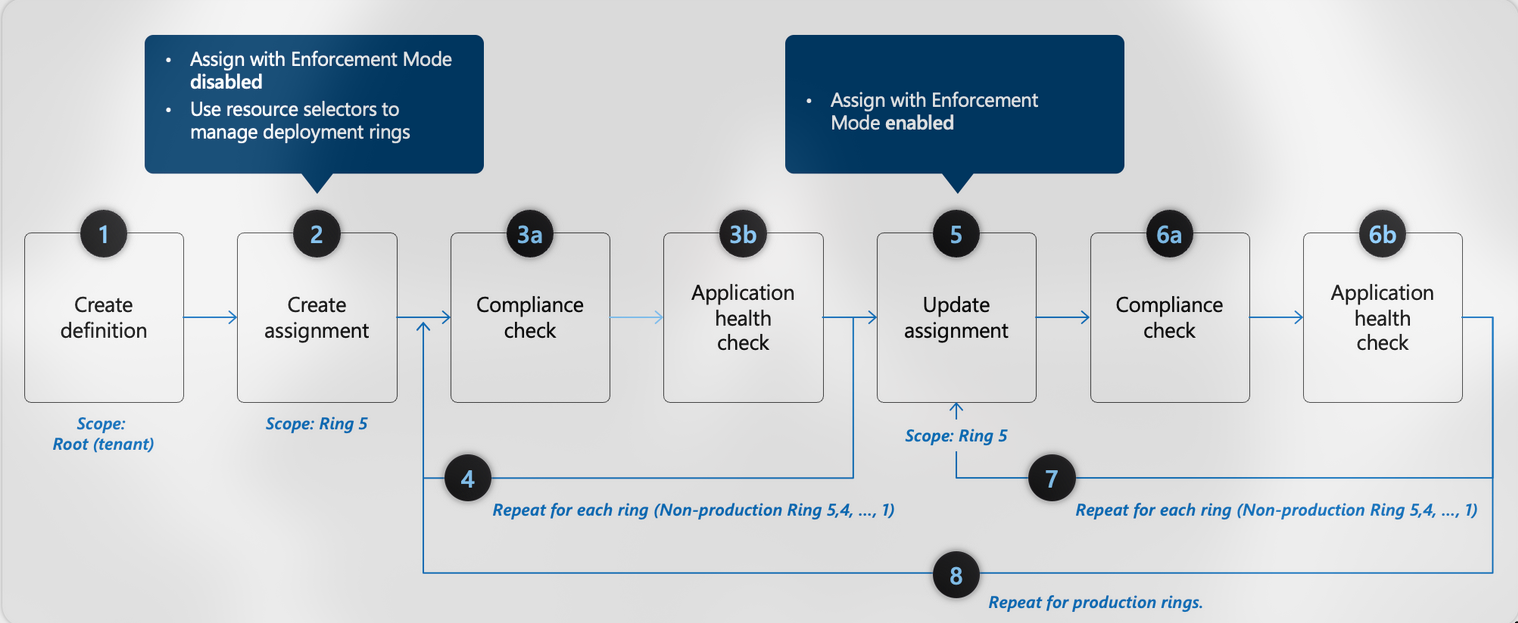 • Assign with Enforcement Mode
disabled
• Use resource selectors to
manage deployment rings
• Assign with Enforcement
Mode enabled
1
Create
definition
Scope:
Root (tenant)
2
Create
assignment
Scope: Ring 5
3a
Compliance
check
3b
Application
health
check
4
Repeat for each ring (Non-production Ring 5,4, ..., 1)
5
Update
assignment
Scope: Ring 5
6a
Compliance
check
6b
Application
health
check
7
Repeat for each ring (Non-production Ring 5,4, ..., 1)
8
Repeat for production rings.